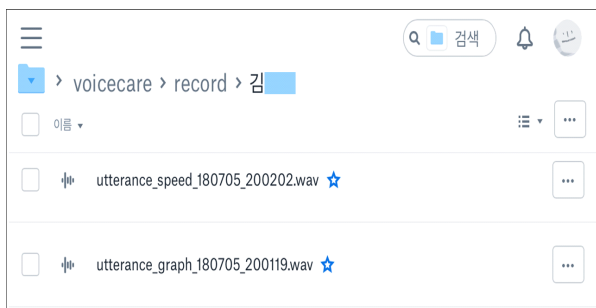 검색
voicecare > record > 김
이름
utterance_speed_180705_200202.wav
utterance_graph_180705_200119.wav